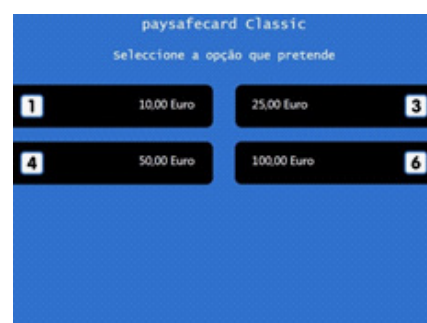 paysafecard Classic
Seleccione a opção que pretende
1 10,00 Euro 25,00 Euro 3
4 50,00 Euro 100,00 Euro 6